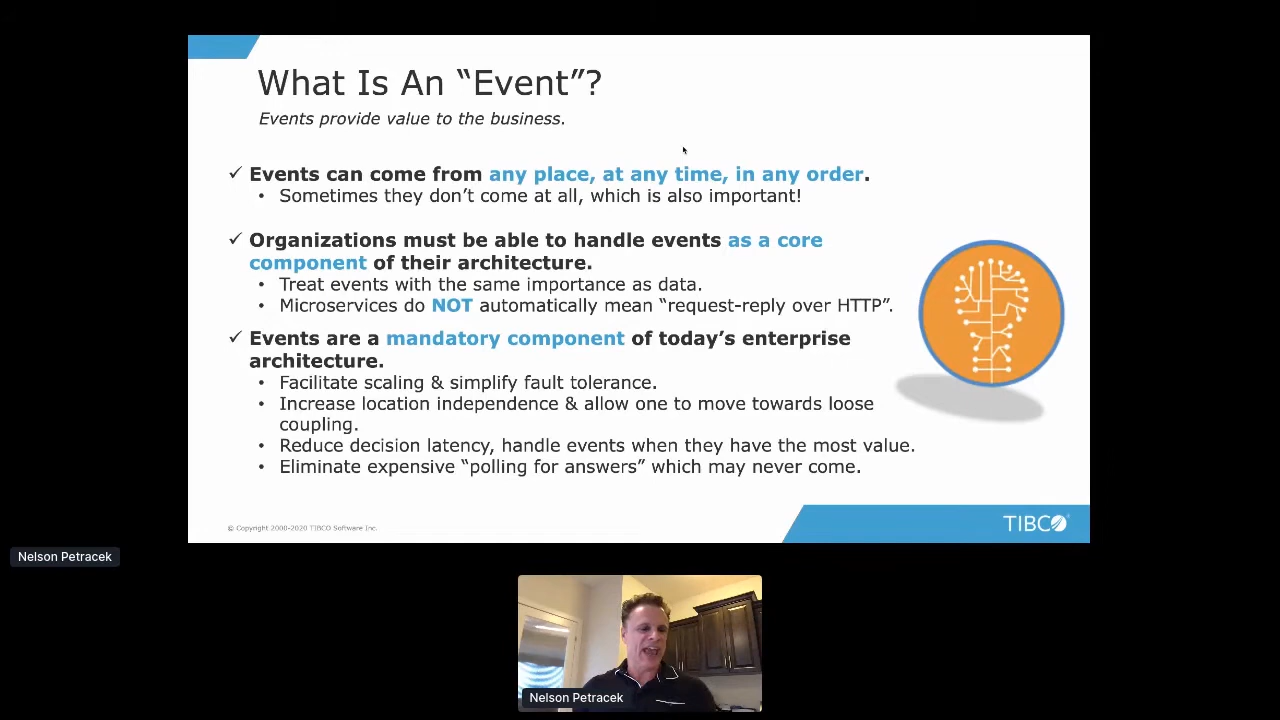 What Is An “Event”?
Events provide value to the business.
✓ Events can come from any place, at any time, in any order.
• Sometimes they don’t come at all, which is also important!
✓ Organizations must be able to handle events as a core
component of their architecture.
• Treat events with the same importance as data.
• Microservices do NOT automatically mean “request-reply over HTTP”.
✓ Events are a mandatory component of today’s enterprise
architecture.
• Facilitate scaling & simplify fault tolerance.
• Increase location independence & allow one to move towards loose
coupling.
• Reduce decision latency, handle events when they have the most value.
• Eliminate expensive “polling for answers” which may never come.
© Copyright 2000-2020 TIBCO Software Inc.
TIBCO
Nelson Petracek
Nelson Petracek